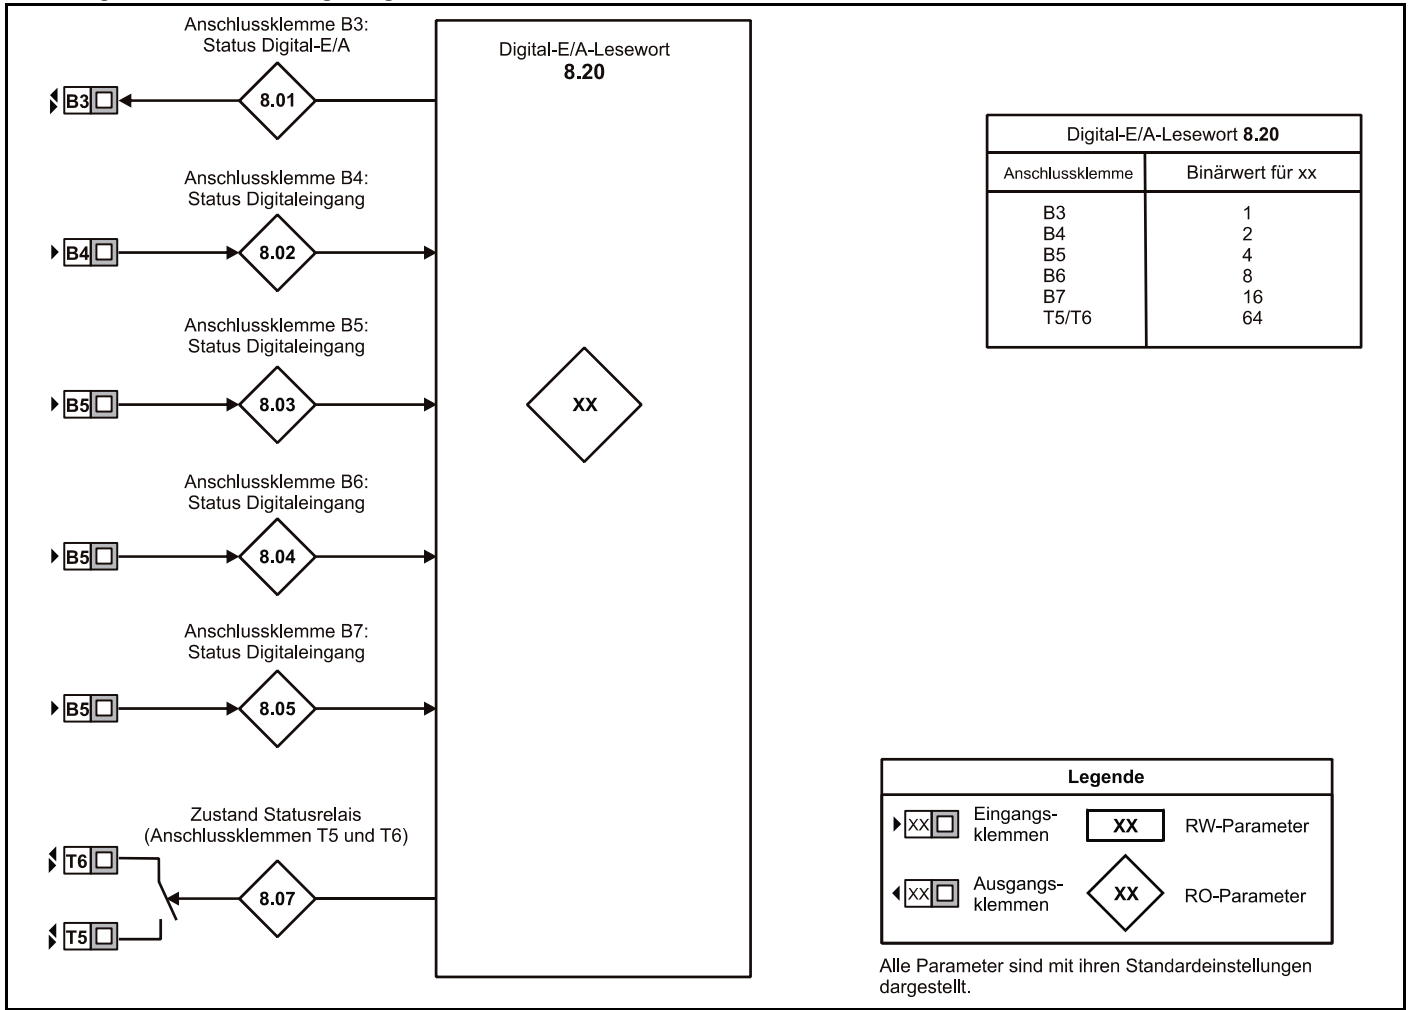 Anschlussklemme B3:
Status Digital-E/A
B3
8.01
Anschlussklemme B4:
Status Digitaleingang
B4
8.02
Anschlussklemme B5:
Status Digitaleingang
B5
8.03
Anschlussklemme B6:
Status Digitaleingang
B5
8.04
Anschlussklemme B7:
Status Digitaleingang
B5
8.05
Zustand Statusrelais
(Anschlussklemmen T5 und T6)
T6
8.07
T5
Digital-E/A-Lesewort
8.20
XX
Digital-E/A-Lesewort 8.20
Anschlussklemme Binärwert für xx
B3 1
B4 2
B5 4
B6 8
B7 16
T5/T6 64
Legende
XX Eingangs-
klemmen
XX RW-Parameter
XX Ausgangs-
klemmen
XX RO-Parameter
Alle Parameter sind mit ihren Standardeinstellungen
dargestellt.